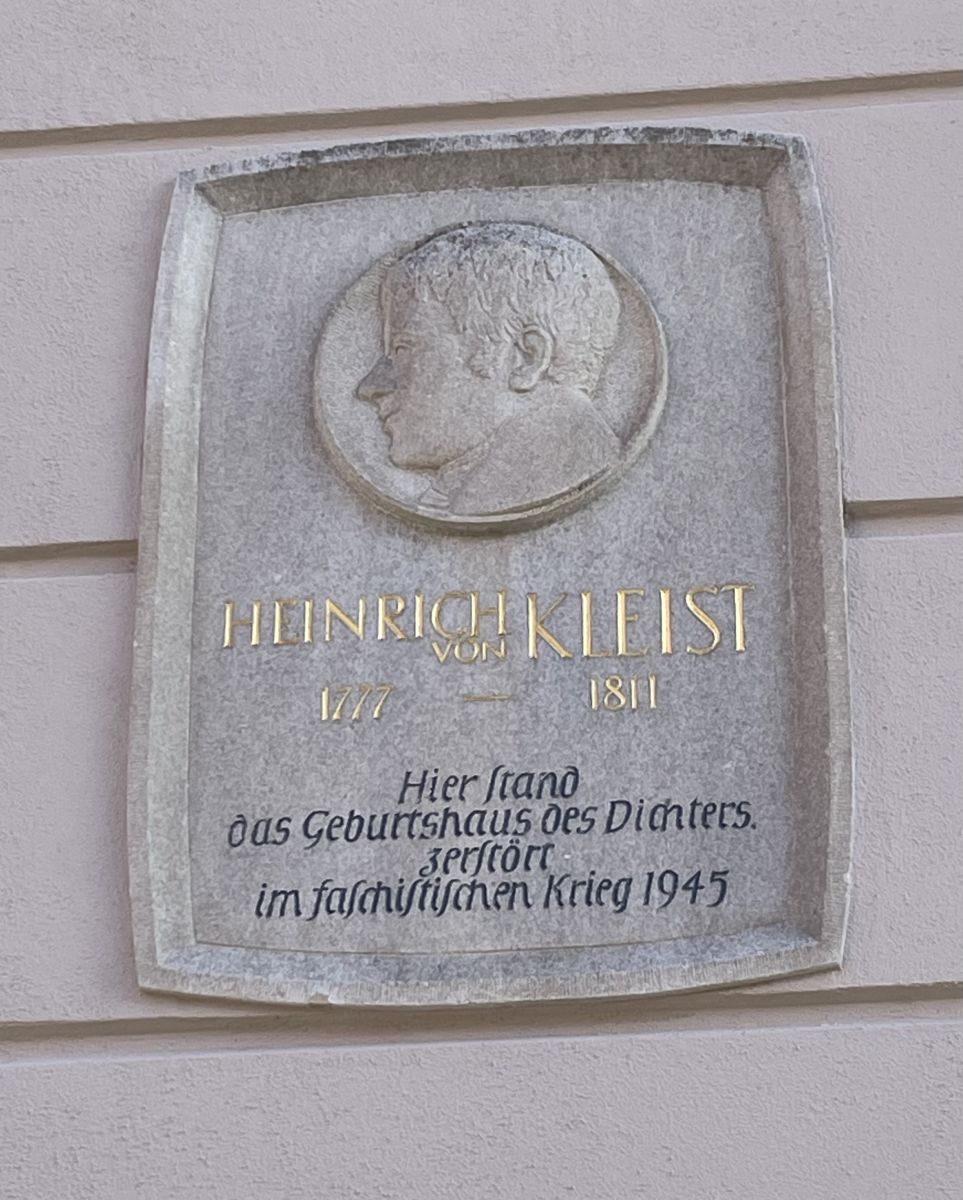 HEINRICH VON KLEIST
1777 — 1811
Hier ſtand
das Geburtshaus des Dichters.
zerſtört
im faſchiſtiſchen Krieg 1945